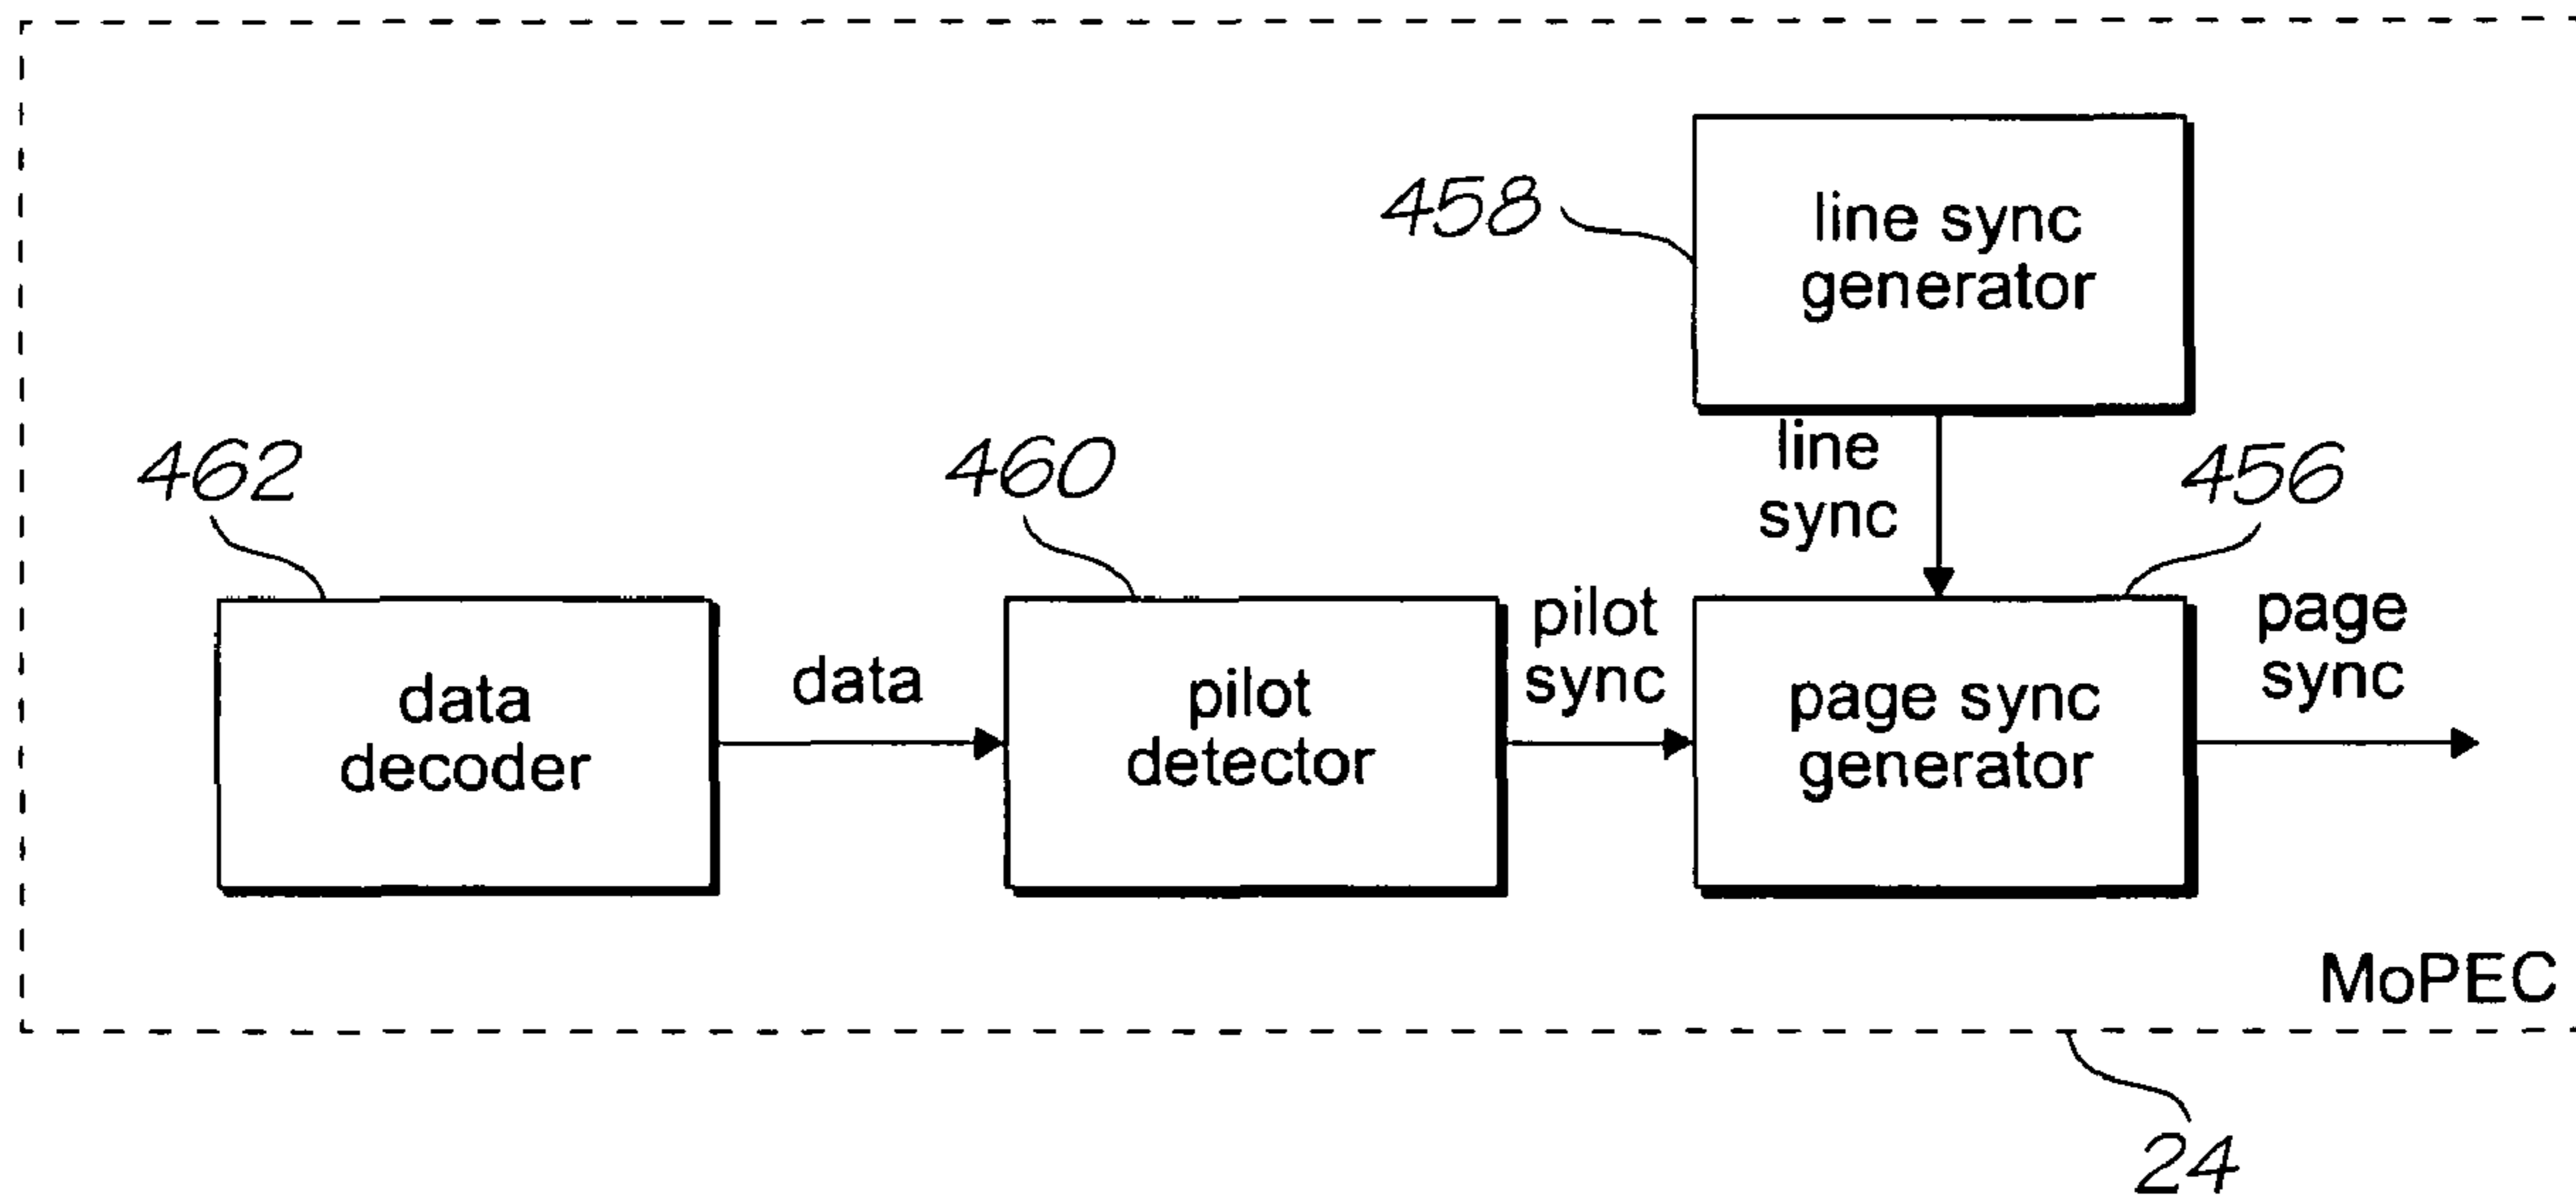 458
line sync
generator
line
sync
462
460
456
data
decoder
data
pilot
detector
pilot
sync
page sync
generator
page
sync
MoPEC
24